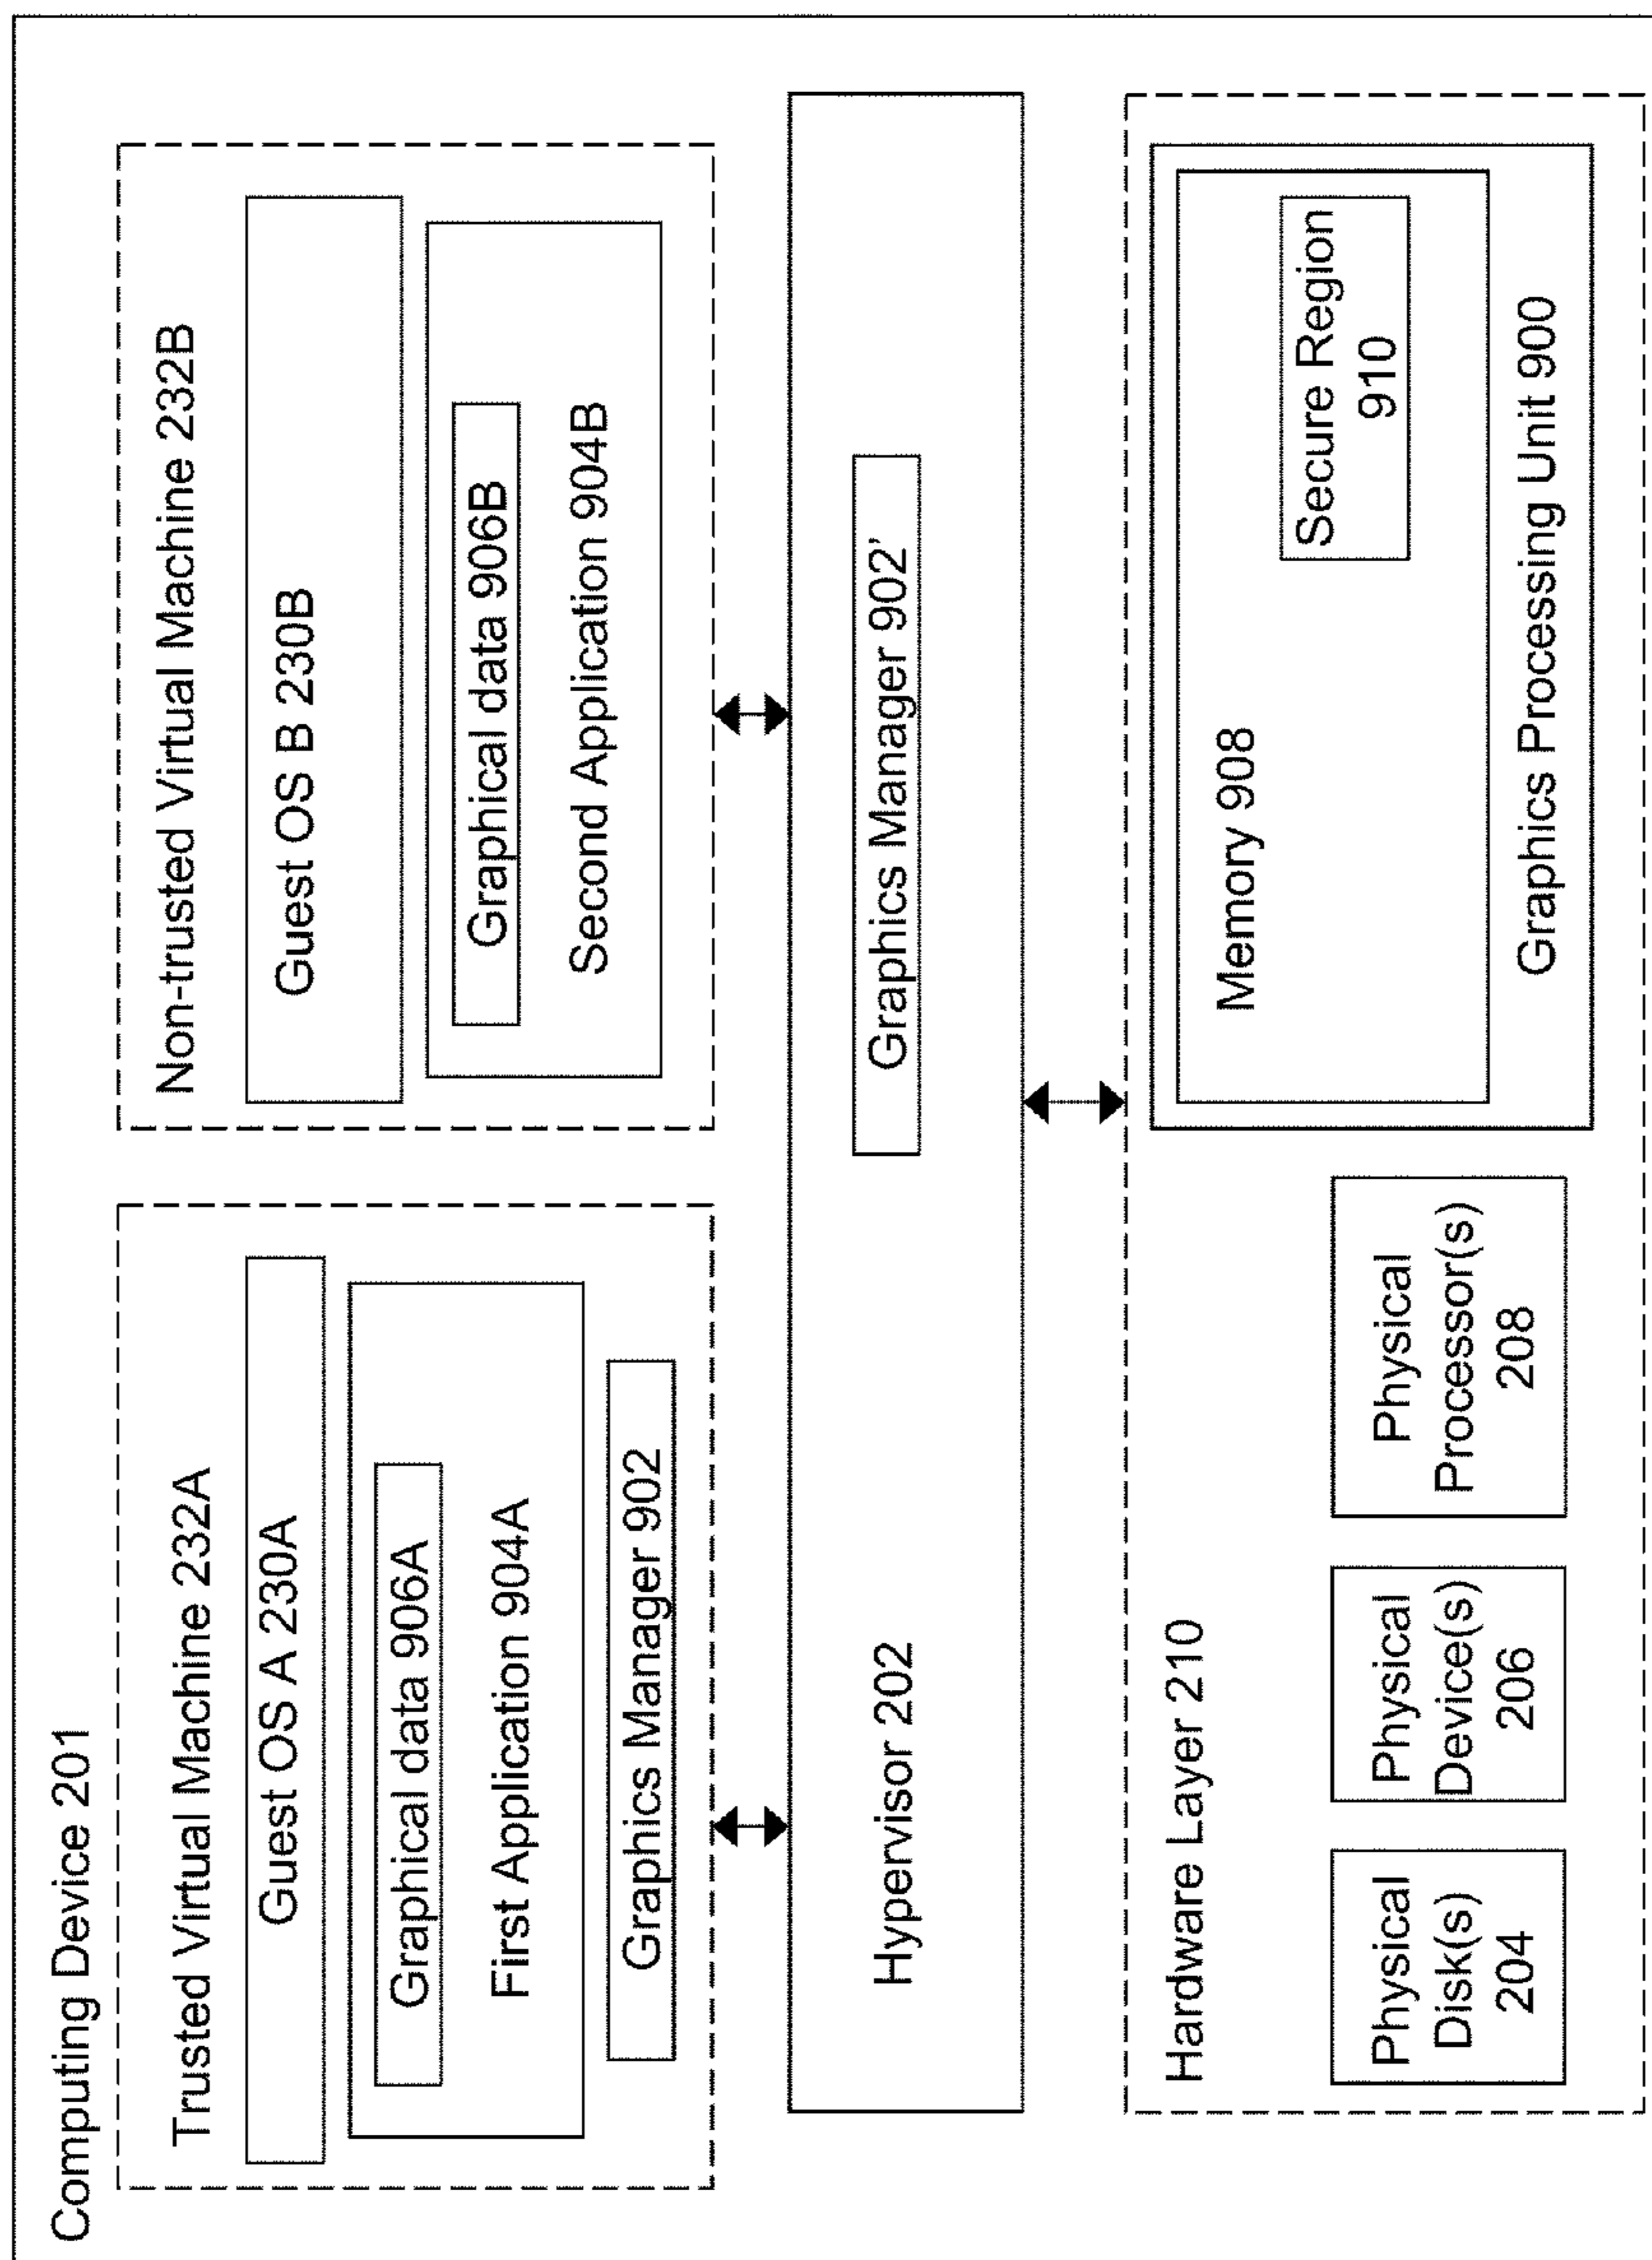 Computing Device 201
Trusted Virtual Machine 232A
Guest OS A 230A
Graphical data 906A
First Application 904A
Graphics Manager 902
Non-trusted Virtual Machine 232B
Guest OS B 230B
Graphical data 906B
Second Application 904B
Hypervisor 202
Graphics Manager 902’
Hardware Layer 210
Physical
Disk(s)
204
Physical
Device(s)
206
Physical
Processor(s)
208
Memory 908
Secure Region
910
Graphics Processing Unit 900